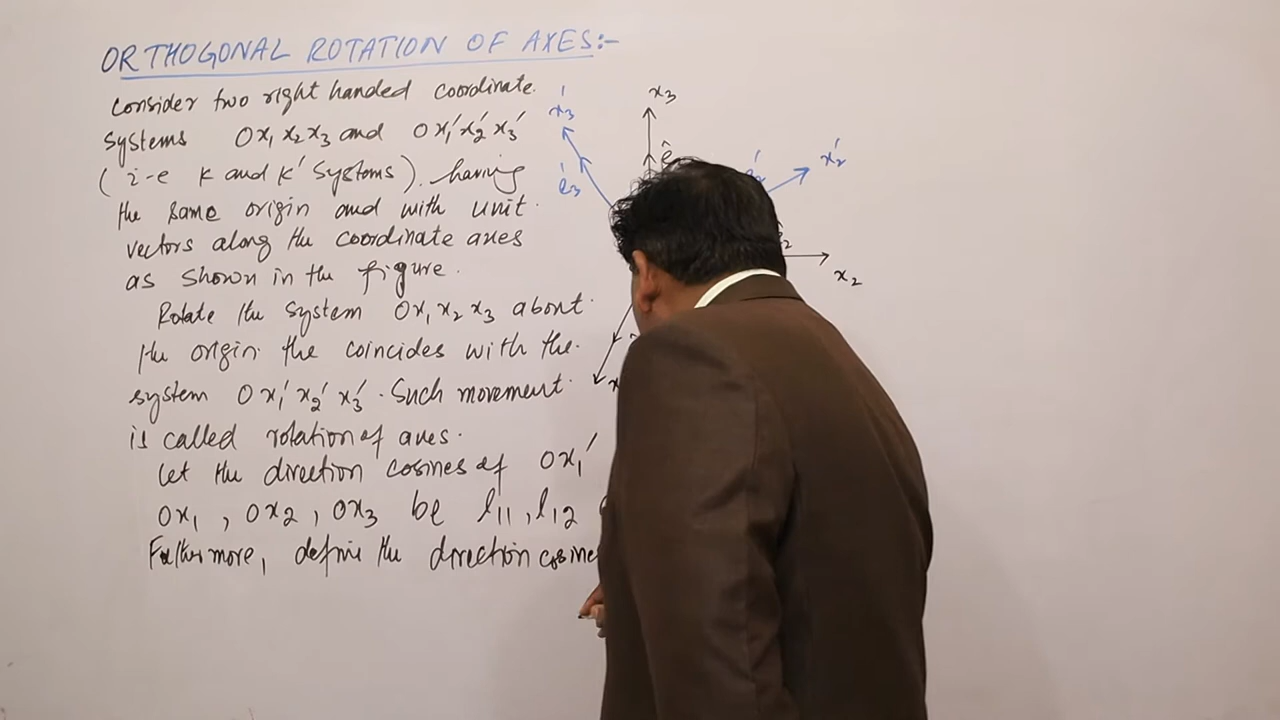 ORTHOGONAL ROTATION OF AXES:-
Consider two right handed coordinate
systems Ox₁x₂x₃ and Ox₁'x₂'x₃'
(i-e K and K' systems). having
the same origin and with unit
vectors along the coordinate axes
as shown in the figure.
Rotate the system Ox₁x₂x₃ about
the origin the coincides with the
system Ox₁'x₂'x₃'. Such movement
is called rotation of axes.
Let the direction cosines of Ox₁'
Ox₁, Ox₂, Ox₃ be l₁₁, l₁₂
Furthermore, define the direction cosine
x₃'
ê₃'
x₃
ê
x₂'
x₂